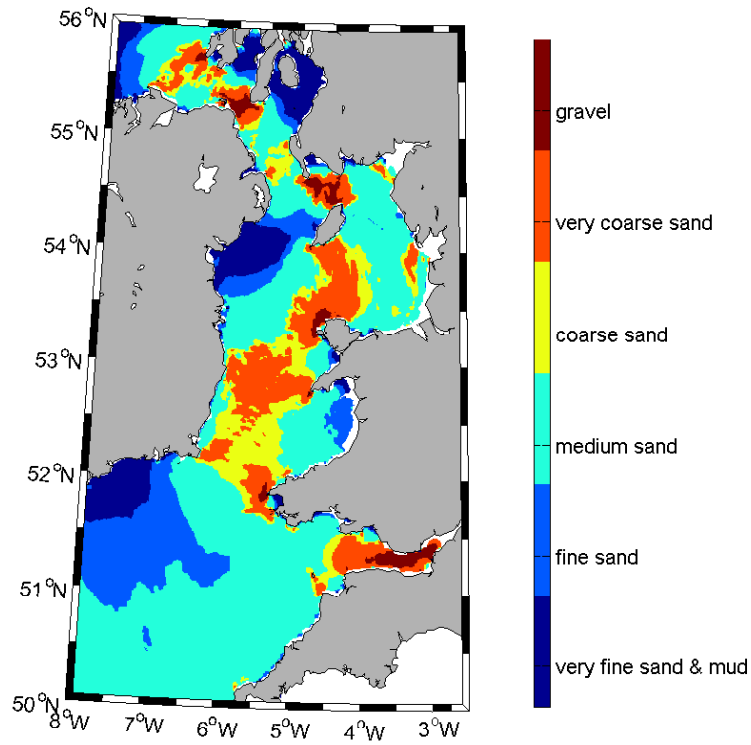 56°N
55°N
54°N
53°N
52°N
51°N
50°N
8°W 7°W 6°W 5°W 4°W 3°W
gravel
very coarse sand
coarse sand
medium sand
fine sand
very fine sand & mud